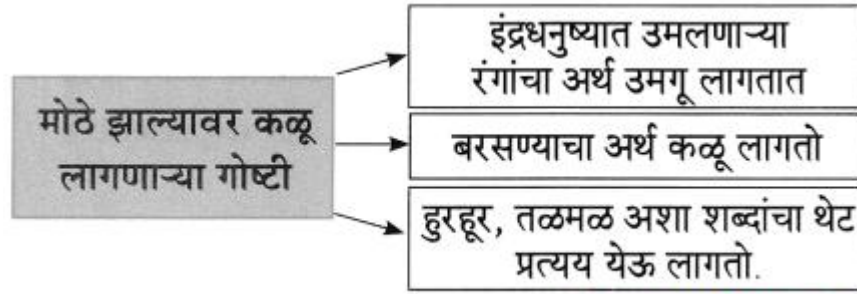 मोठे झाल्यावर कळू
लागणाऱ्या गोष्टी
इंद्रधनुष्यात उमलणाऱ्या
रंगांचा अर्थ उमगू लागतात
बरसण्याचा अर्थ कळू लागतो
हुरहूर, तळमळ अशा शब्दांचा थेट
प्रत्यय येऊ लागतो.